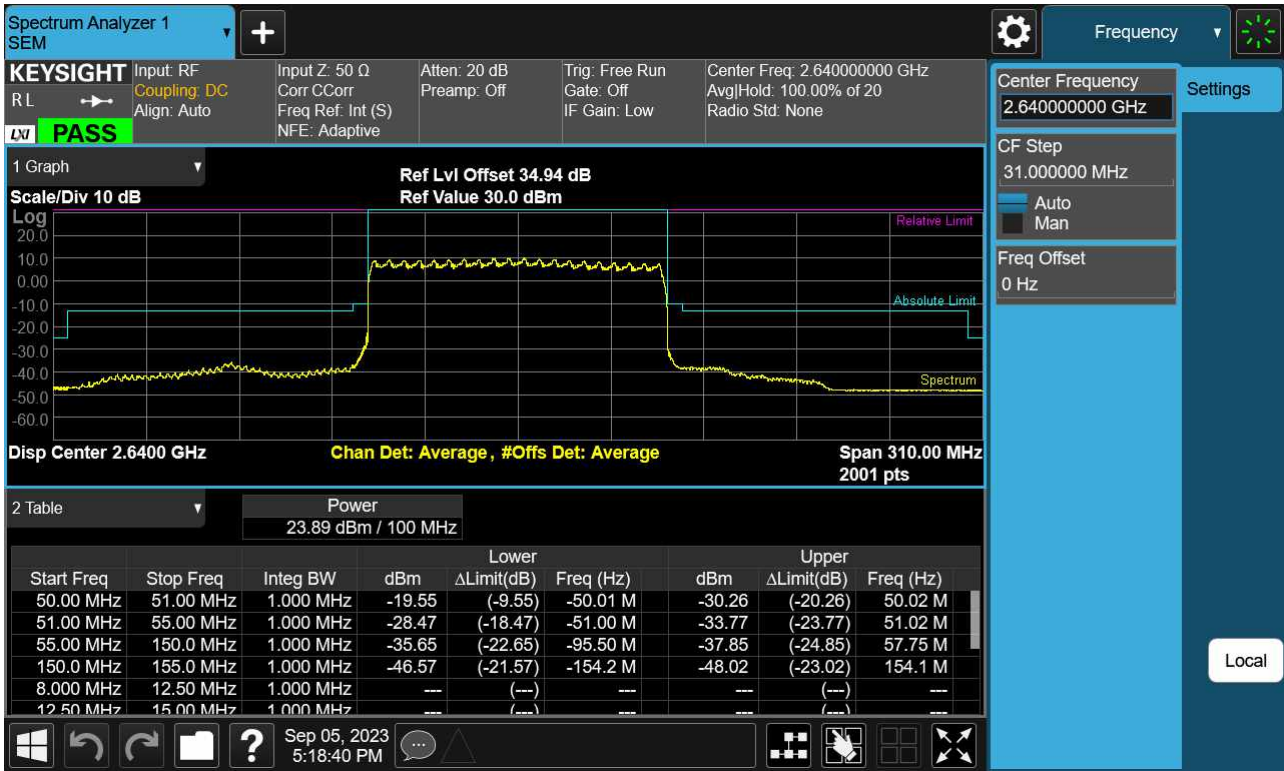 Spectrum Analyzer 1
SEM
Frequency
KEYSIGHT
R L
LXI
PASS
Input: RF
Coupling: DC
Align: Auto
Input Z: 50 Ω
Corr CCorr
Freq Ref: Int (S)
NFE: Adaptive
Atten: 20 dB
Preamp: Off
Trig: Free Run
Gate: Off
IF Gain: Low
Center Freq: 2.640000000 GHz
Avg|Hold: 100.00% of 20
Radio Std: None
Center Frequency
2.640000000 GHz
Settings
CF Step
31.000000 MHz
Auto
Man
Freq Offset
0 Hz
1 Graph
Ref Lvl Offset 34.94 dB
Scale/Div 10 dB
Ref Value 30.0 dBm
Log
20.0
10.0
0.00
-10.0
-20.0
-30.0
-40.0
-50.0
-60.0
Relative Limit
Absolute Limit
Spectrum
Disp Center 2.6400 GHz
Chan Det: Average , #Offs Det: Average
Span 310.00 MHz
2001 pts
2 Table
Power
23.89 dBm / 100 MHz
Lower Upper
Start Freq Stop Freq Integ BW dBm ΔLimit(dB) Freq (Hz) dBm ΔLimit(dB) Freq (Hz)
50.00 MHz 51.00 MHz 1.000 MHz -19.55 (-9.55) -50.01 M -30.26 (-20.26) 50.02 M
51.00 MHz 55.00 MHz 1.000 MHz -28.47 (-18.47) -51.00 M -33.77 (-23.77) 51.02 M
55.00 MHz 150.0 MHz 1.000 MHz -35.65 (-22.65) -95.50 M -37.85 (-24.85) 57.75 M
150.0 MHz 155.0 MHz 1.000 MHz -46.57 (-21.57) -154.2 M -48.02 (-23.02) 154.1 M
8.000 MHz 12.50 MHz 1.000 MHz --- (---) --- --- (---) ---
12.50 MHz 15.00 MHz 1.000 MHz --- (---) --- --- (---) ---
Local
?
Sep 05, 2023
5:18:40 PM